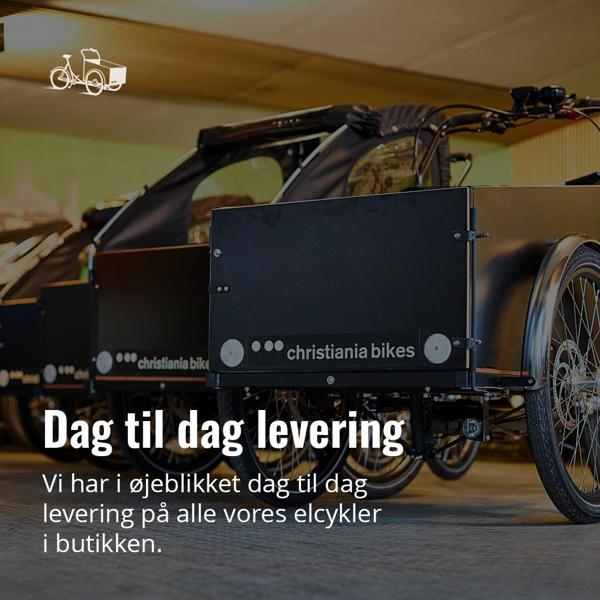 christiania bikes
christiania bike
Dag til dag levering
Vi har i øjeblikket dag til dag
levering på alle vores elcykler
i butikken.